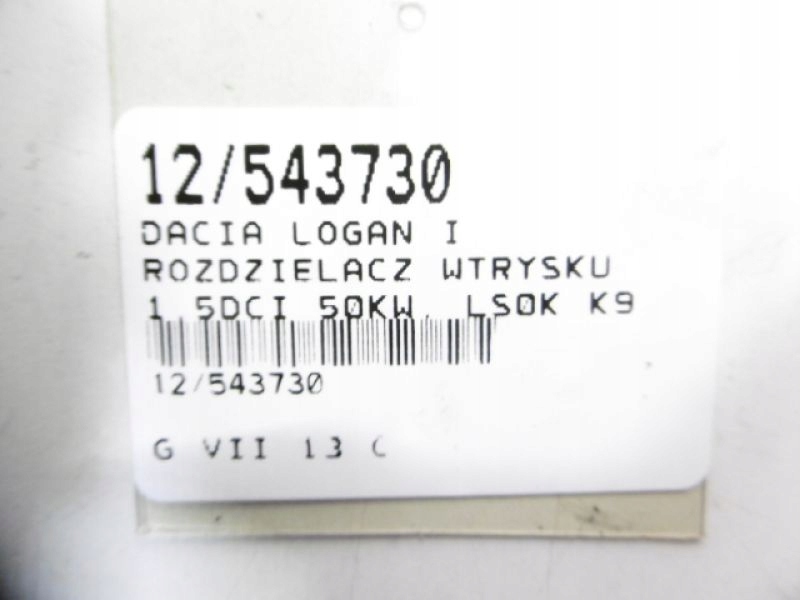 12/543730
DACIA LOGAN I
ROZDZIELACZ WTRYSKU
1.5DCI 50KW. LS0K K9
12/543730
G VII 13 C